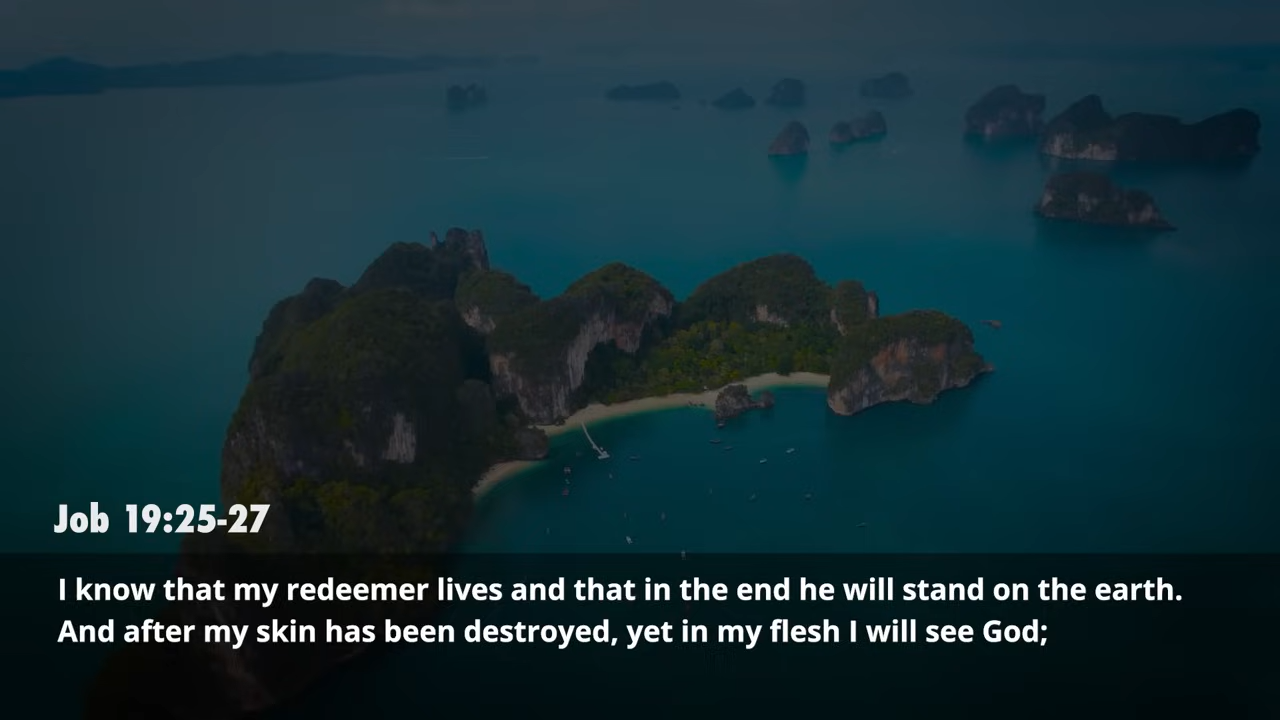 Job 19:25-27
I know that my redeemer lives and that in the end he will stand on the earth.
And after my skin has been destroyed, yet in my flesh I will see God;